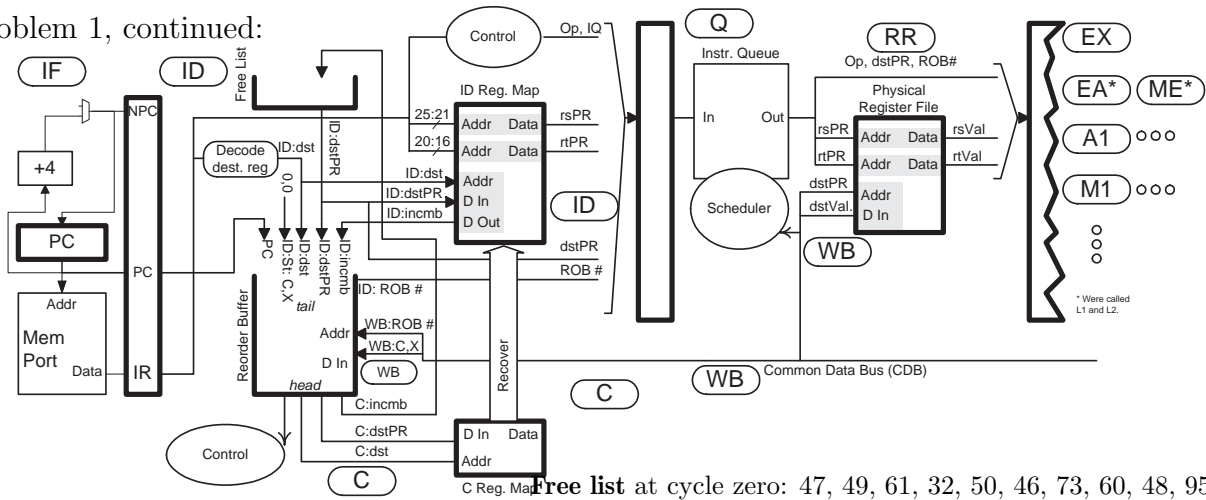 oblem 1, continued:
IF
ID
Free List
Control
Op, IQ
Q
Instr. Queue
RR
Op, dstPR, ROB#
Physical
Register File
EX
EA*
ME*
A1
M1
* Were called
L1 and L2.
NPC
+4
PC
PC
Addr
Mem
Port
Data
IR
Decode
dest. reg
ID:dst
0,0
ID:dstPR
25:21
20:16
ID Reg. Map
Addr
Data
rsPR
Addr
Data
rtPR
ID:dst
Addr
ID:dstPR
D In
ID:incmb
D Out
ID
dstPR
ROB #
In
Out
Scheduler
rsPR
Addr
Data
rsVal
rtPR
Addr
Data
rtVal
dstPR
Addr
dstVal.
D In
WB
PC
ID:St: C,X
ID:dst
ID:dstPR
ID:incmb
tail
ID: ROB #
Reorder Buffer
Addr
WB:ROB #
D In
WB:C,X
WB
head
Recover
WB
Common Data Bus (CDB)
C
C:incmb
C:dstPR
C:dst
D In
Data
Addr
Control
C
C Reg. Map
Free list at cycle zero: 47, 49, 61, 32, 50, 46, 73, 60, 48, 95